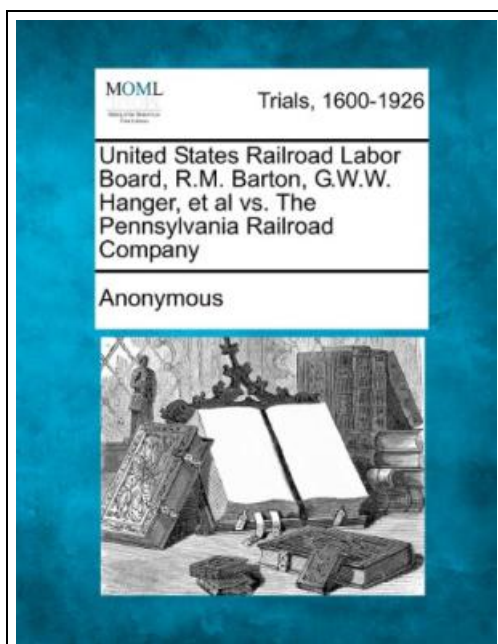 MOML
Trials, 1600-1926
United States Railroad Labor
Board, R.M. Barton, G.W.W.
Hanger, et al vs. The
Pennsylvania Railroad
Company
Anonymous